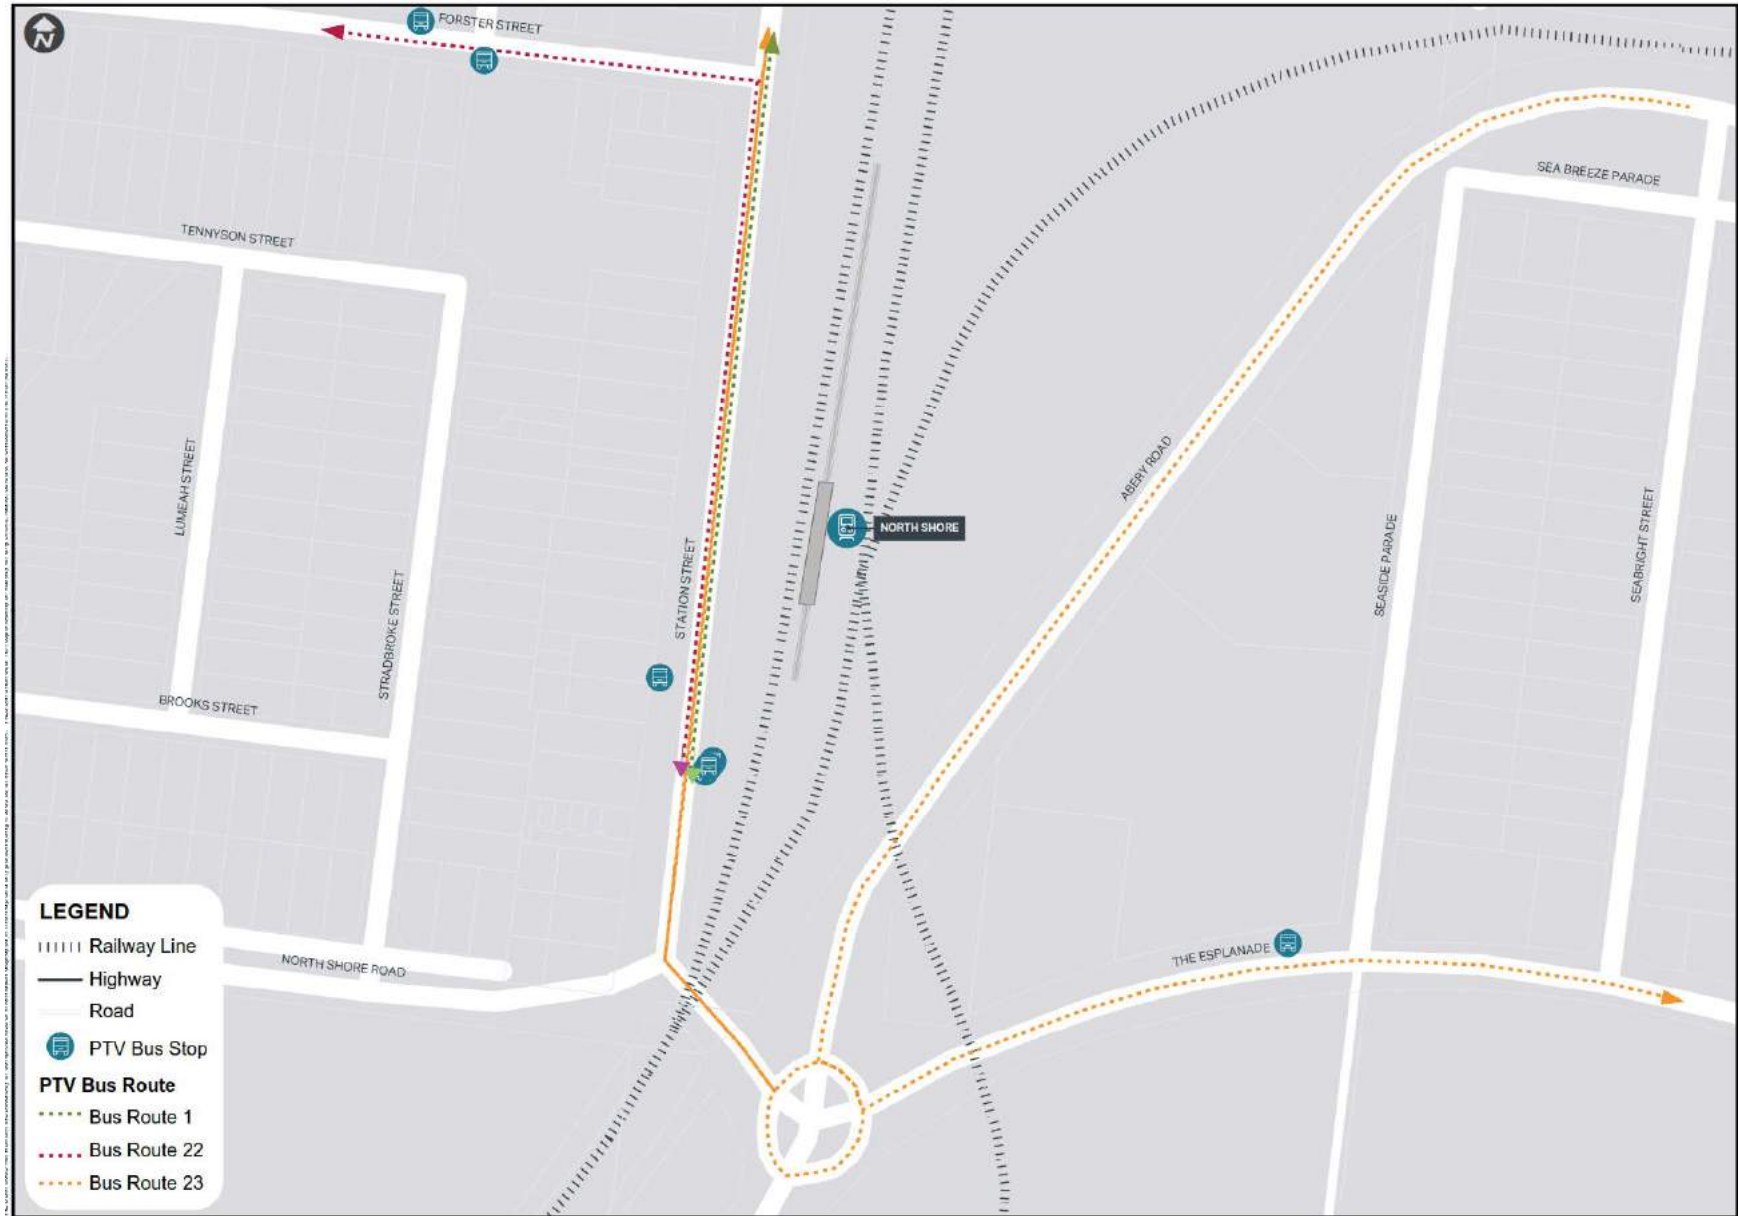 N
FORSTER STREET
SEA BREEZE PARADE
TENNYSON STREET
ABERY ROAD
LUMEAH STREET
NORTH SHORE
SEASIDE PARADE
SEABRIGHT STREET
STATION STREET
STRADBROKE STREET
BROOKS STREET
THE ESPLANADE
NORTH SHORE ROAD
LEGEND
Railway Line
Highway
Road
PTV Bus Stop
PTV Bus Route
Bus Route 1
Bus Route 22
Bus Route 23